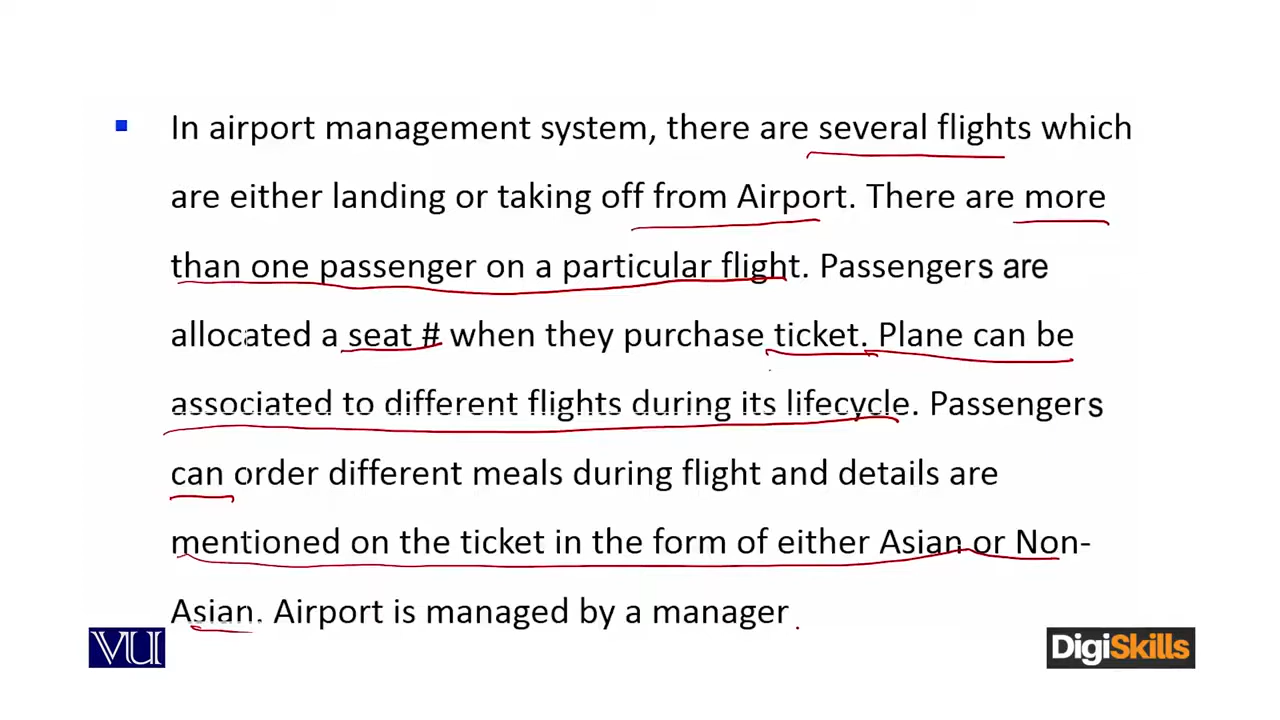 In airport management system, there are several flights which
are either landing or taking off from Airport. There are more
than one passenger on a particular flight. Passengers are
allocated a seat # when they purchase ticket. Plane can be
associated to different flights during its lifecycle. Passengers
can order different meals during flight and details are
mentioned on the ticket in the form of either Asian or Non-
Asian. Airport is managed by a manager
VU
DigiSkills